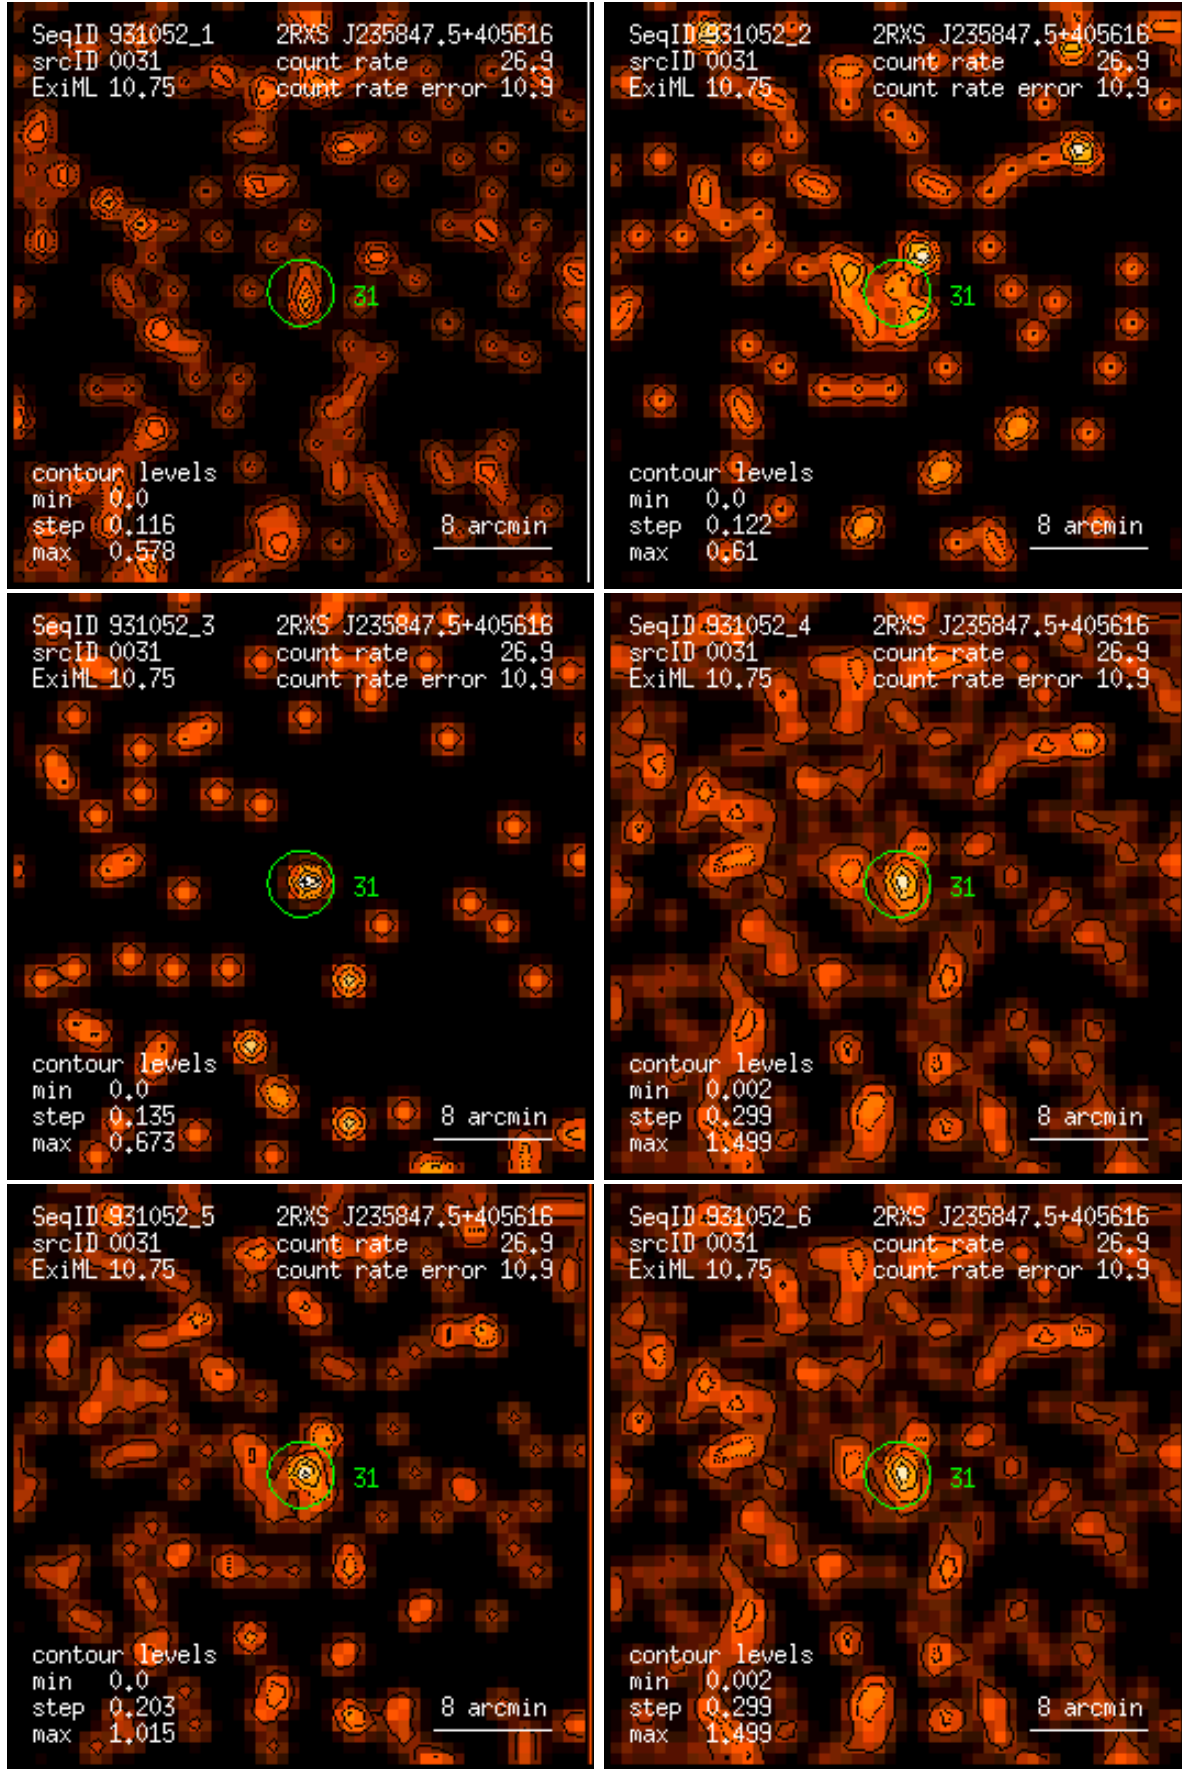 SeqID 931052_1 2RXS J235847.5+405616
srcID 0031 count rate 26.9
ExiML 10.75 count rate error 10.9
31
contour levels
min 0.0
step 0.116 8 arcmin
max 0.578
SeqID 931052_2 2RXS J235847.5+405616
srcID 0031 count rate 26.9
ExiML 10.75 count rate error 10.9
31
contour levels
min 0.0
step 0.122 8 arcmin
max 0.61
SeqID 931052_3 2RXS J235847.5+405616
srcID 0031 count rate 26.9
ExiML 10.75 count rate error 10.9
31
contour levels
min 0.0
step 0.135 8 arcmin
max 0.673
SeqID 931052_4 2RXS J235847.5+405616
srcID 0031 count rate 26.9
ExiML 10.75 count rate error 10.9
31
contour levels
min 0.002
step 0.299 8 arcmin
max 1.499
SeqID 931052_5 2RXS J235847.5+405616
srcID 0031 count rate 26.9
ExiML 10.75 count rate error 10.9
31
contour levels
min 0.0
step 0.203 8 arcmin
max 1.015
SeqID 931052_6 2RXS J235847.5+405616
srcID 0031 count rate 26.9
ExiML 10.75 count rate error 10.9
31
contour levels
min 0.002
step 0.299 8 arcmin
max 1.499